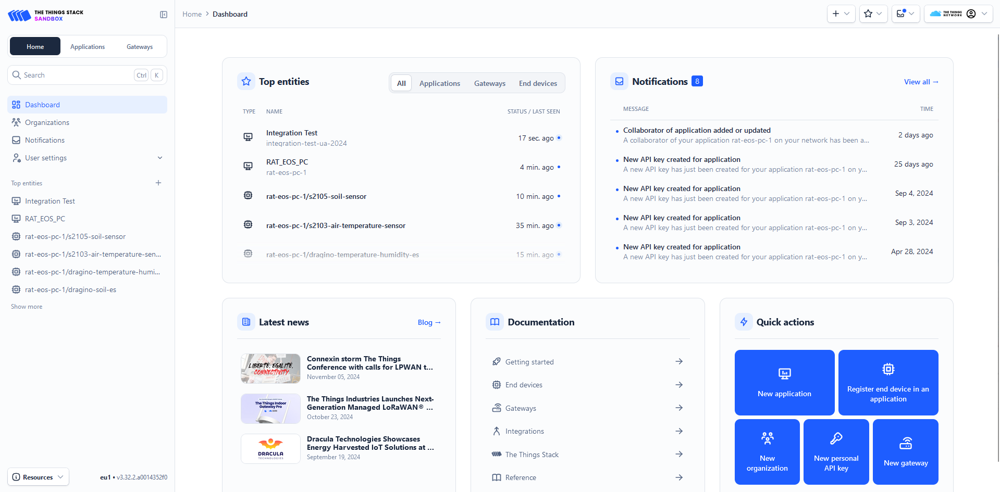 THE THINGS STACK
SANDBOX
Home
Applications
Gateways
Search
Ctrl
K
Dashboard
Organizations
Notifications
User settings
Top entities
Integration Test
RAT_EOS_PC
rat-eos-pc-1/s2105-soil-sensor
rat-eos-pc-1/s2103-air-temperature-sen...
rat-eos-pc-1/dragino-temperature-humi...
rat-eos-pc-1/dragino-soil-es
Show more
Resources
eu1 • v3.32.2.a0014352f0
Home
Dashboard
THE THINGS
NETWORK
Top entities
All
Applications
Gateways
End devices
TYPE
NAME
STATUS / LAST SEEN
Integration Test
integration-test-ua-2024
17 sec. ago
RAT_EOS_PC
rat-eos-pc-1
4 min. ago
rat-eos-pc-1/s2105-soil-sensor
10 min. ago
rat-eos-pc-1/s2103-air-temperature-sensor
35 min. ago
rat-eos-pc-1/dragino-temperature-humidity-es
15 min. ago
Notifications
8
View all →
MESSAGE
TIME
Collaborator of application added or updated
A collaborator of your application rat-eos-pc-1 on your network has been a...
2 days ago
New API key created for application
A new API key has just been created for your application rat-eos-pc-1 on y...
25 days ago
New API key created for application
A new API key has just been created for your application rat-eos-pc-1 on y...
Sep 4, 2024
New API key created for application
A new API key has just been created for your application rat-eos-pc-1 on y...
Sep 3, 2024
New API key created for application
A new API key has just been created for your application rat-eos-pc-1 on y...
Apr 28, 2024
Latest news
Blog →
LIBERTÉ, ÉGALITÉ,
CONNECTIVITY
Connexin storm The Things
Conference with calls for LPWAN t...
November 05, 2024
The Things Indoor
Gateway Pro
The Things Industries Launches Next-
Generation Managed LoRaWAN® ...
October 23, 2024
DRACULA
TECHNOLOGIES
Dracula Technologies Showcases
Energy Harvested IoT Solutions at ...
September 19, 2024
Documentation
Getting started
End devices
Gateways
Integrations
The Things Stack
Reference
Quick actions
New application
Register end device in an
application
New
organization
New personal
API key
New gateway